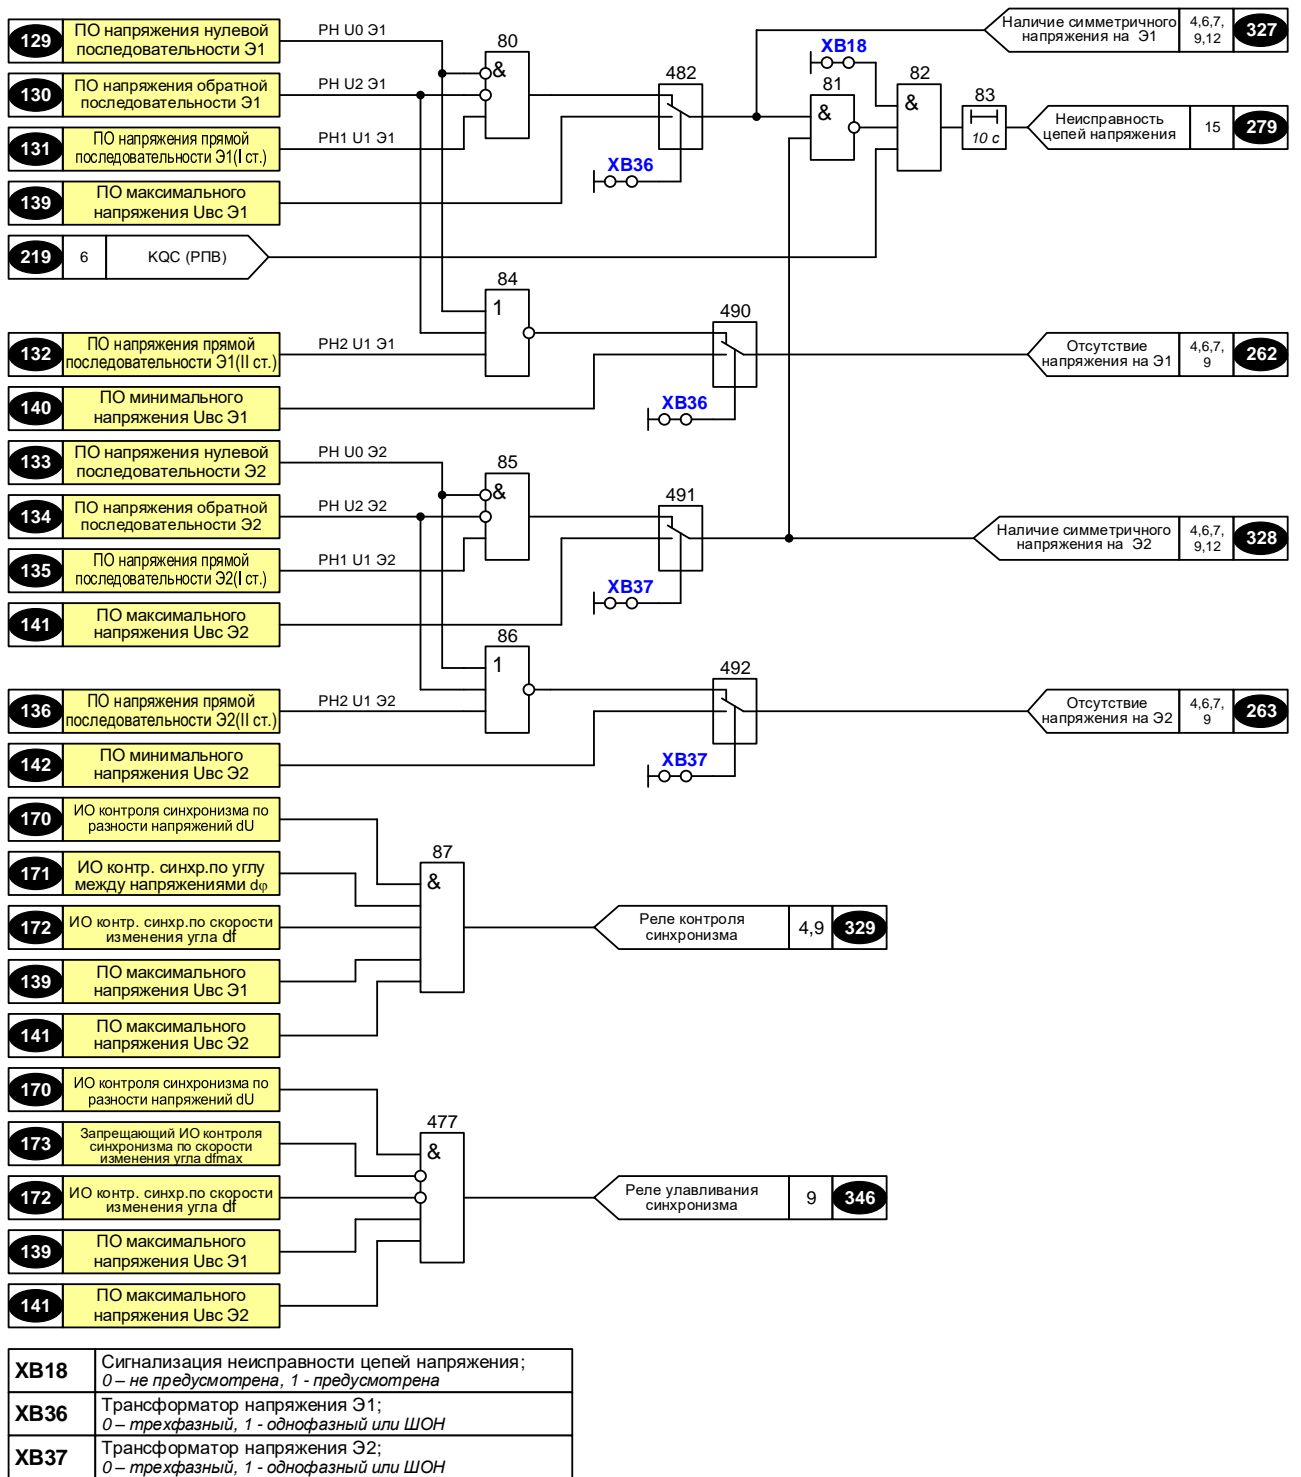 129 ПО напряжения нулевой
последовательности Э1
РН U0 Э1
130 ПО напряжения обратной
последовательности Э1
РН U2 Э1
131 ПО напряжения прямой
последовательности Э1(I ст.)
РН1 U1 Э1
139 ПО максимального
напряжения Uвс Э1
219 6 KQC (РПВ)
80
&
482
XB36
XB18
81
&
82
&
83
10 с
Наличие симметричного
напряжения на Э1
4,6,7,
9,12
327
Неисправность
цепей напряжения
15 279
132 ПО напряжения прямой
последовательности Э1(II ст.)
РН2 U1 Э1
140 ПО минимального
напряжения Uвс Э1
84
1
490
XB36
Отсутствие
напряжения на Э1
4,6,7,
9
262
133 ПО напряжения нулевой
последовательности Э2
РН U0 Э2
134 ПО напряжения обратной
последовательности Э2
РН U2 Э2
135 ПО напряжения прямой
последовательности Э2(I ст.)
РН1 U1 Э2
141 ПО максимального
напряжения Uвс Э2
85
&
491
XB37
Наличие симметричного
напряжения на Э2
4,6,7,
9,12
328
136 ПО напряжения прямой
последовательности Э2(II ст.)
РН2 U1 Э2
142 ПО минимального
напряжения Uвс Э2
86
1
492
XB37
Отсутствие
напряжения на Э2
4,6,7,
9
263
170 ИО контроля синхронизма по
разности напряжений dU
171 ИО контр. синхр.по углу
между напряжениями dφ
172 ИО контр. синхр.по скорости
изменения угла df
139 ПО максимального
напряжения Uвс Э1
141 ПО максимального
напряжения Uвс Э2
87
&
Реле контроля
синхронизма
4,9 329
170 ИО контроля синхронизма по
разности напряжений dU
173 Запрещающий ИО контроля
синхронизма по скорости
изменения угла dfmax
172 ИО контр. синхр.по скорости
изменения угла df
139 ПО максимального
напряжения Uвс Э1
141 ПО максимального
напряжения Uвс Э2
477
&
Реле улавливания
синхронизма
9 346
XB18 Сигнализация неисправности цепей напряжения;
0 – не предусмотрена, 1 - предусмотрена
XB36 Трансформатор напряжения Э1;
0 – трехфазный, 1 - однофазный или ШОН
XB37 Трансформатор напряжения Э2;
0 – трехфазный, 1 - однофазный или ШОН